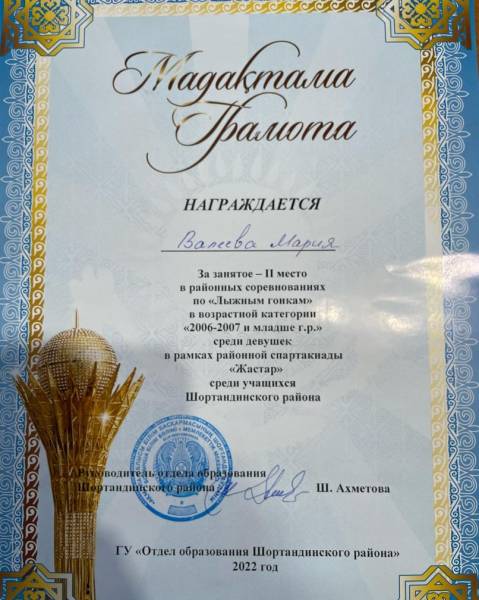 Мадақтама
Грамота
НАГРАЖДАЕТСЯ
Валеева Мария
За занятое – II место
в районных соревнованиях
по «Лыжным гонкам»
в возрастной категории
«2006-2007 и младше г.р.»
среди девушек
в рамках районной спартакиады
«Жастар»
среди учащихся
Шортандинского района
Руководитель отдела образования
Шортандинского района
Ш. Ахметова
ГУ «Отдел образования Шортандинского района»
2022 год